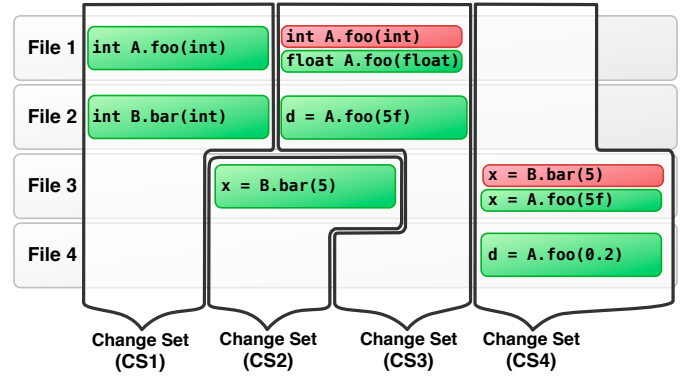 File 1
int A.foo(int)
int A.foo(int)
float A.foo(float)
File 2
int B.bar(int)
d = A.foo(5f)
File 3
x = B.bar(5)
x = B.bar(5)
x = A.foo(5f)
File 4
d = A.foo(0.2)
Change Set
(CS1)
Change Set
(CS2)
Change Set
(CS3)
Change Set
(CS4)